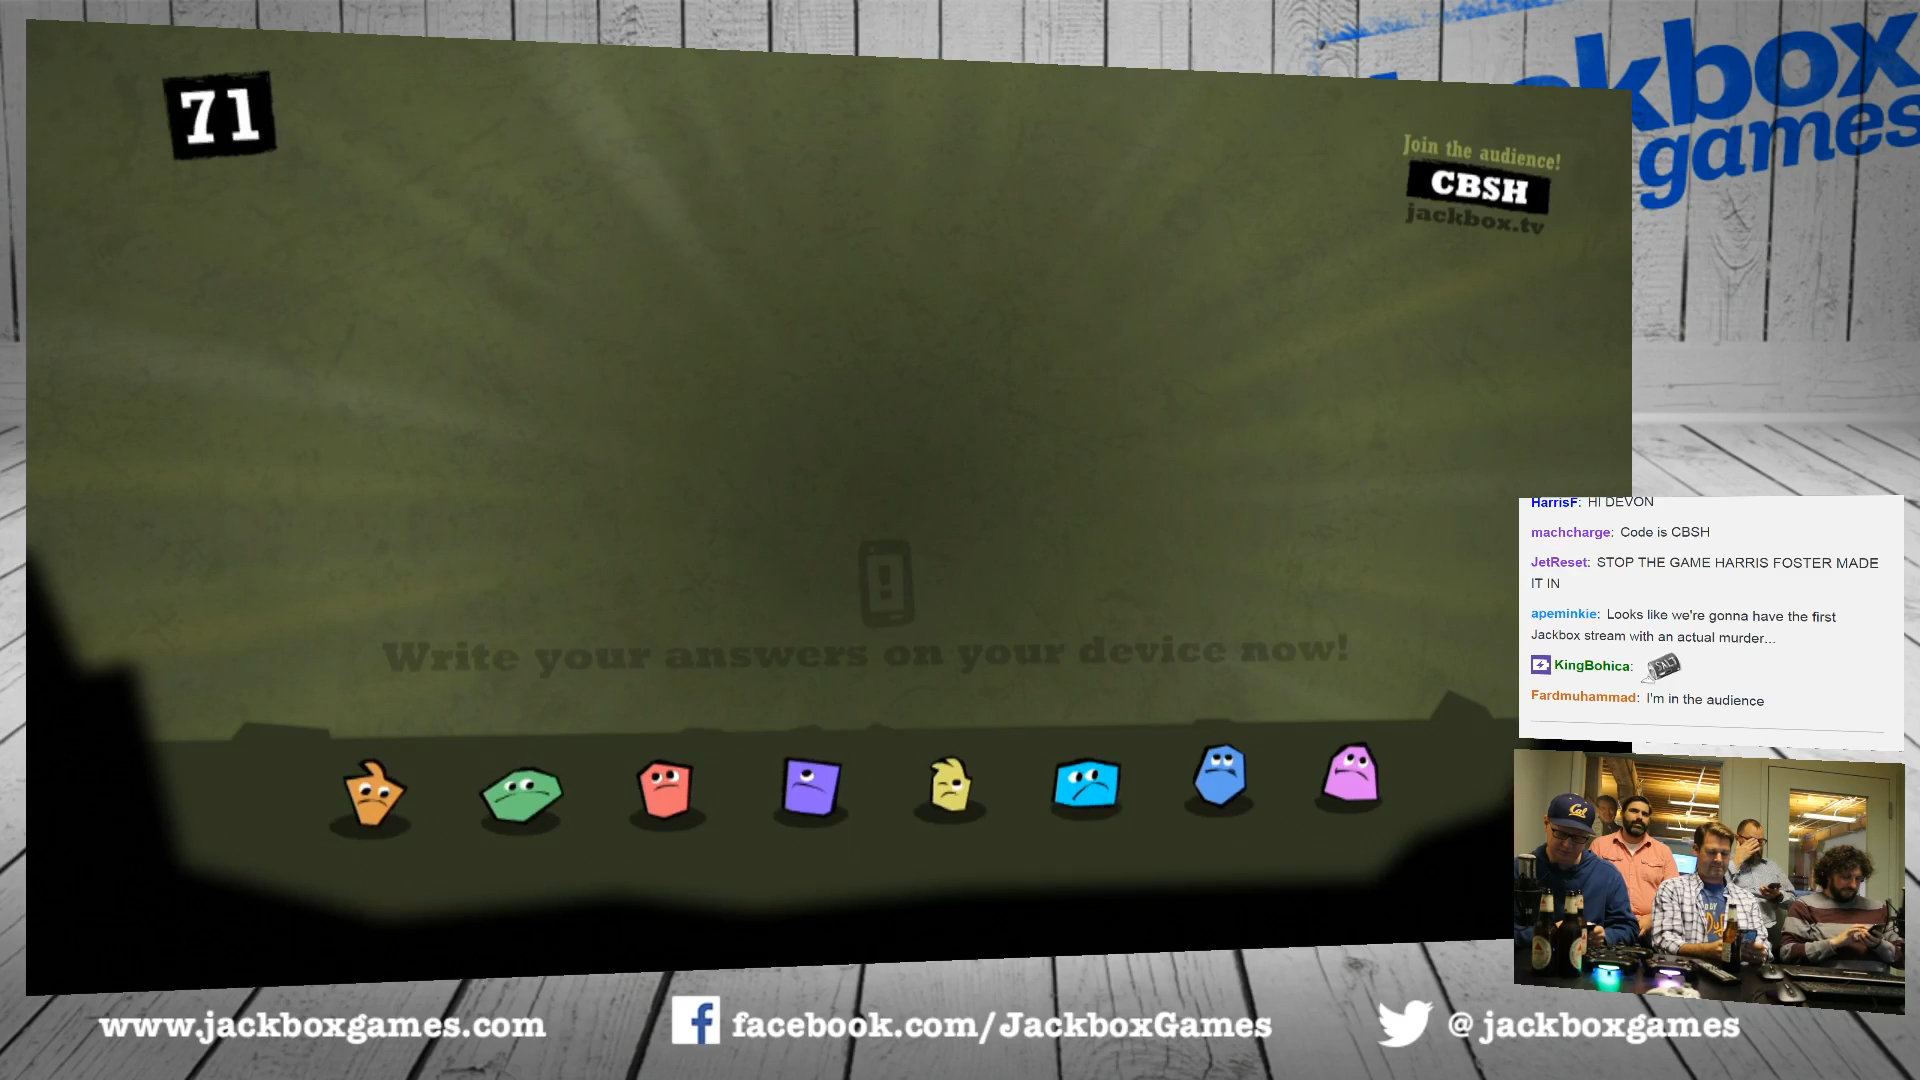 71
Join the audience!
CBSH
jackbox.tv
jackbox
games
Write your answers on your device now!
HarrisF: HI DEVON
machcharge: Code is CBSH
JetReset: STOP THE GAME HARRIS FOSTER MADE
IT IN
apeminkie: Looks like we're gonna have the first
Jackbox stream with an actual murder...
KingBohica: SALT
Fardmuhammad: I'm in the audience
Cal
www.jackboxgames.com
facebook.com/JackboxGames
@jackboxgames